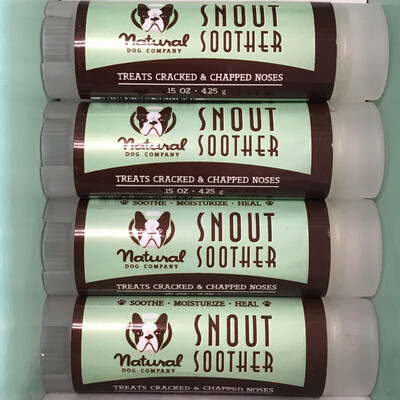 Natural
DOG COMPANY
SNOUT
SOOTHER
TREATS CRACKED & CHAPPED NOSES
.15 OZ • 4.25 g
Natural
DOG COMPANY
SNOUT
SOOTHER
TREATS CRACKED & CHAPPED NOSES
.15 OZ • 4.25 g
SOOTHE • MOISTURIZE • HEAL
Natural
DOG COMPANY
SNOUT
SOOTHER
TREATS CRACKED & CHAPPED NOSES
SOOTHE • MOISTURIZE • HEAL
Natural
DOG COMPANY
SNOUT
SOOTHER
TREATS CRACKED & CHAPPED NOSES